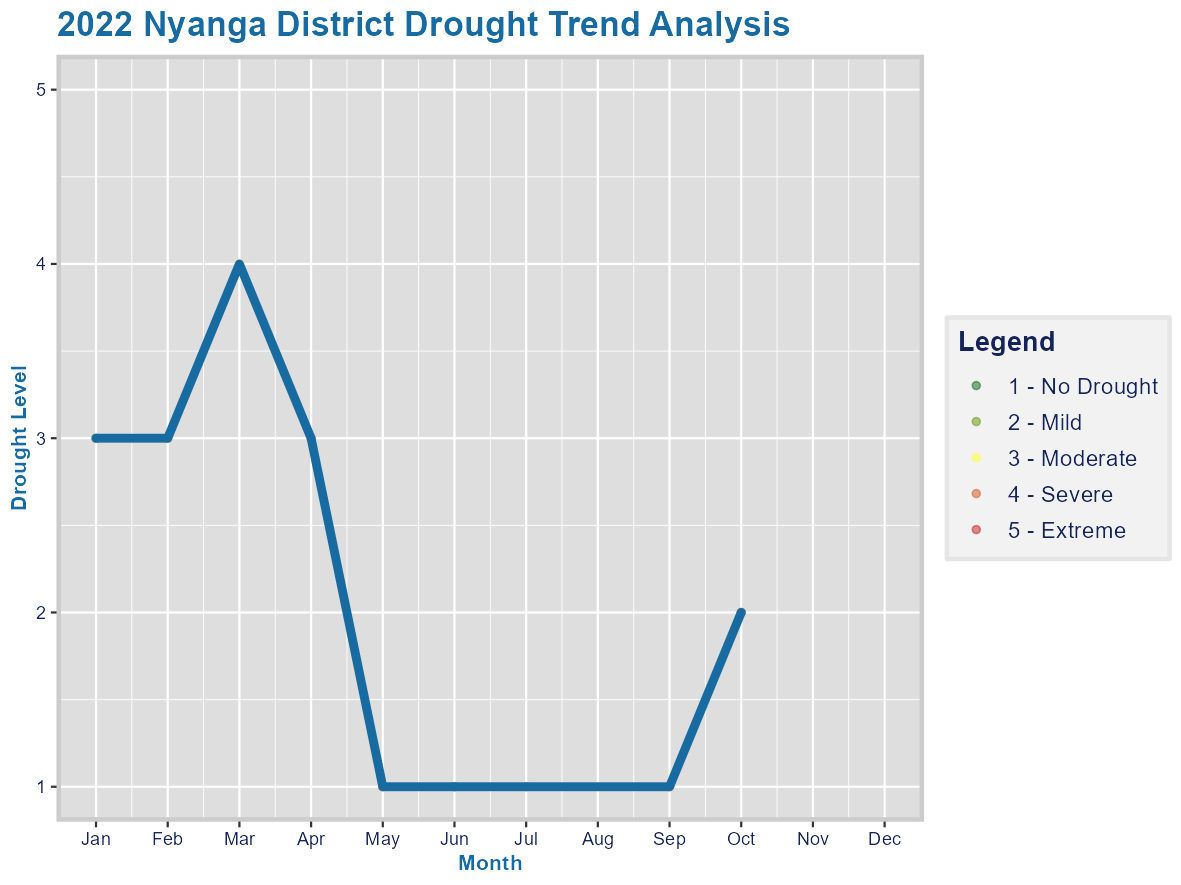 2022 Nyanga District Drought Trend Analysis
Drought Level
5
4
3
2
1
Jan Feb Mar Apr May Jun Jul Aug Sep Oct Nov Dec
Month
Legend
1 - No Drought
2 - Mild
3 - Moderate
4 - Severe
5 - Extreme